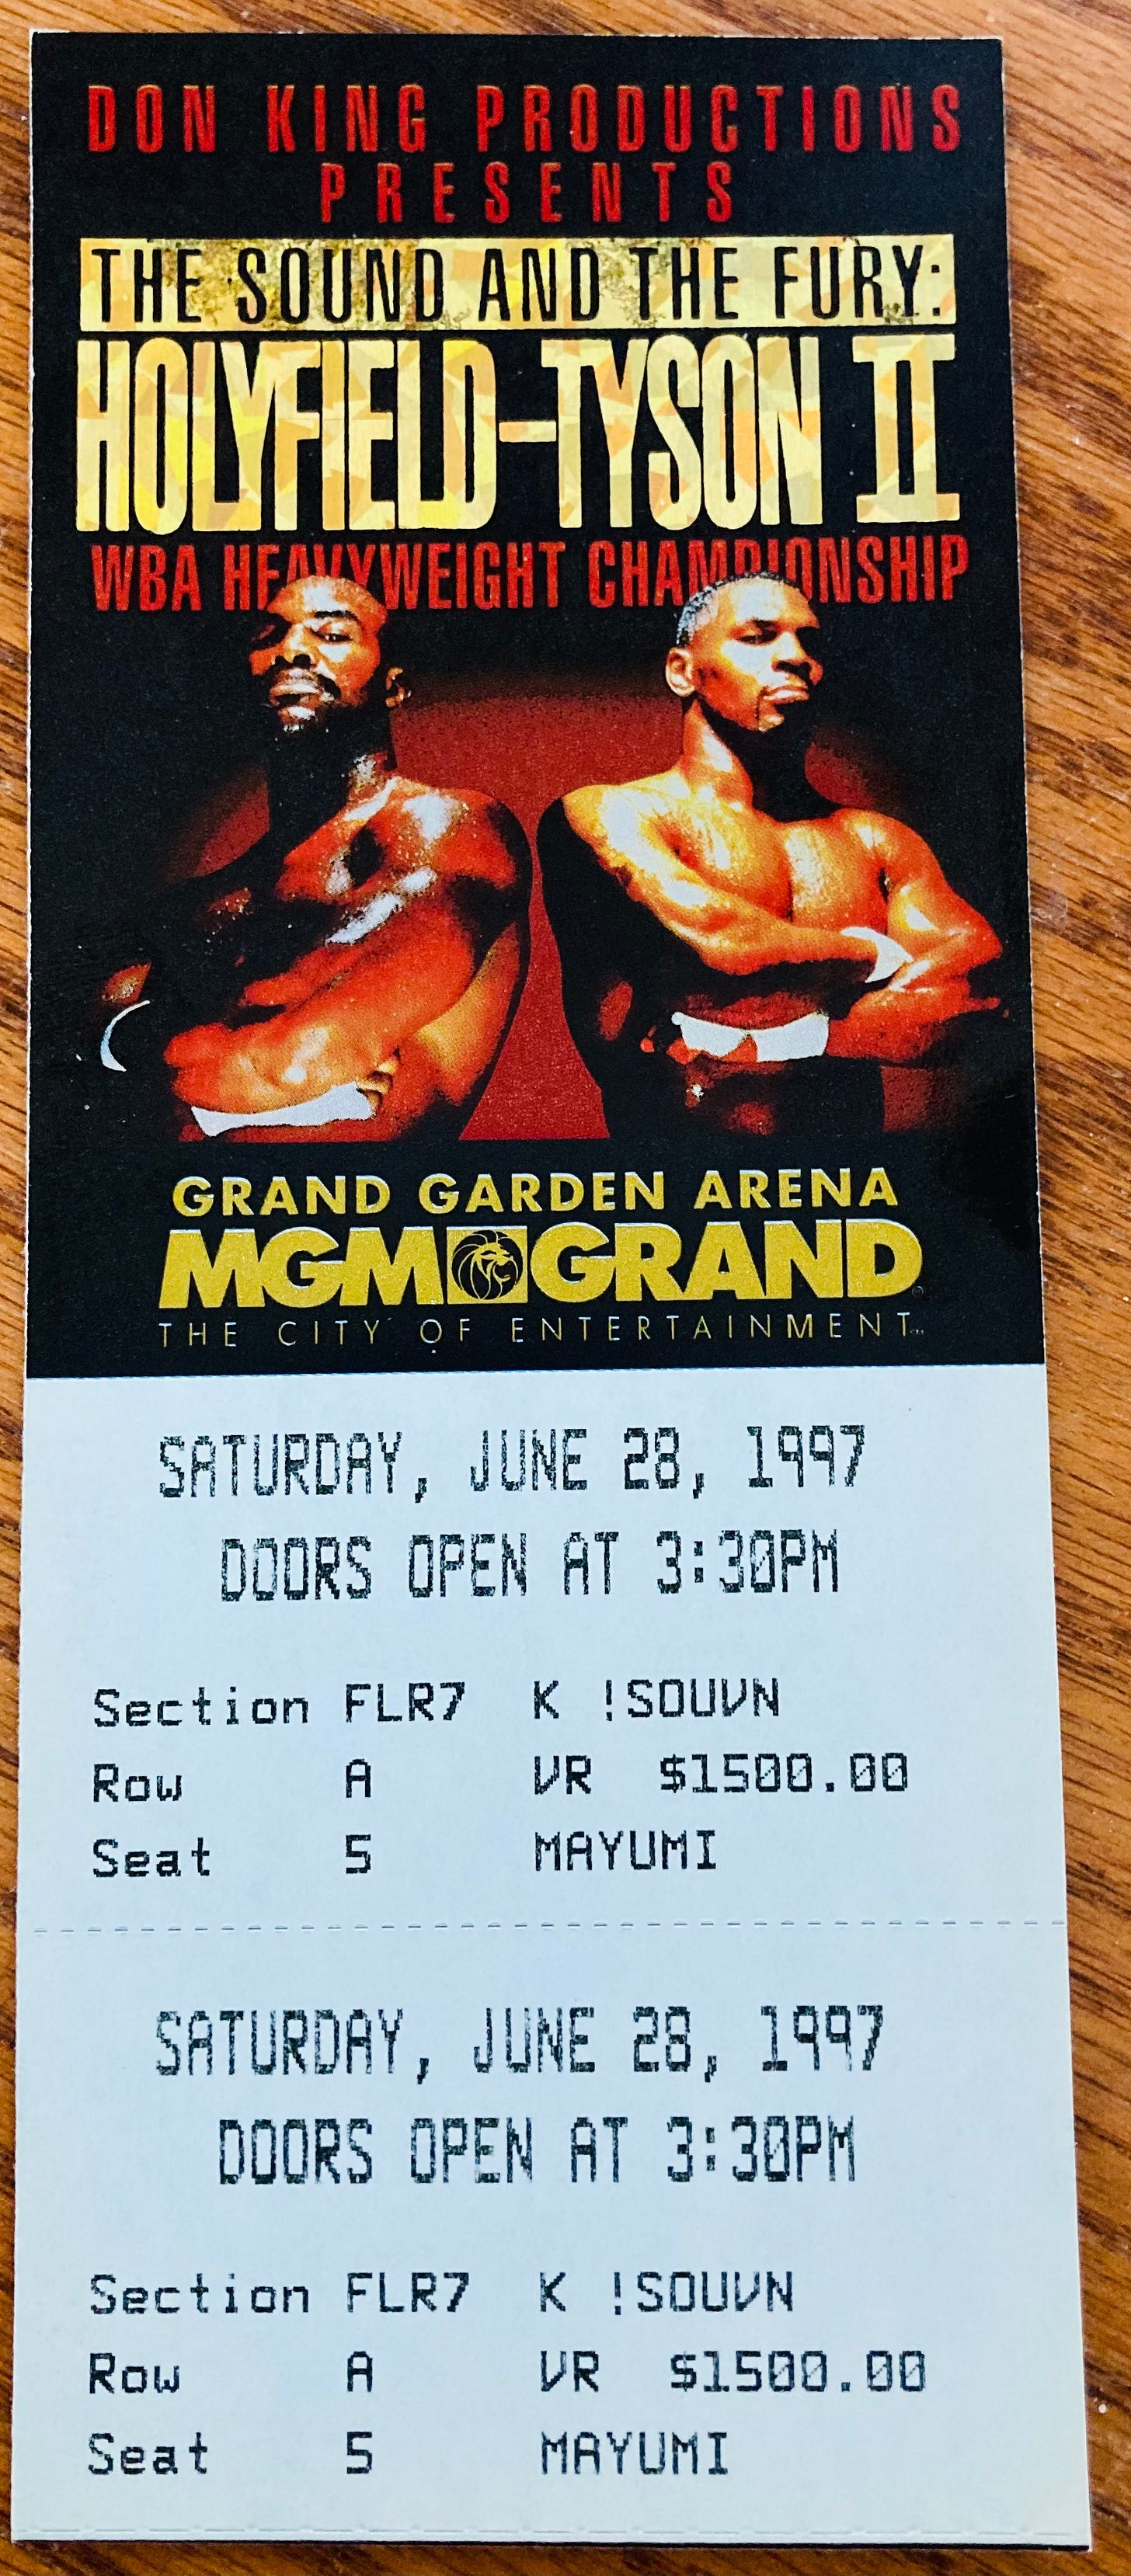 DON KING PRODUCTIONS
PRESENTS
THE SOUND AND THE FURY:
HOLYFIELD–TYSON II
WBA HEAVYWEIGHT CHAMPIONSHIP
GRAND GARDEN ARENA
MGM GRAND
THE CITY OF ENTERTAINMENT
SATURDAY, JUNE 28, 1997
DOORS OPEN AT 3:30PM
Section FLR7 K !SOUVN
Row A VR $1500.00
Seat 5 MAYUMI
SATURDAY, JUNE 28, 1997
DOORS OPEN AT 3:30PM
Section FLR7 K !SOUVN
Row A VR $1500.00
Seat 5 MAYUMI